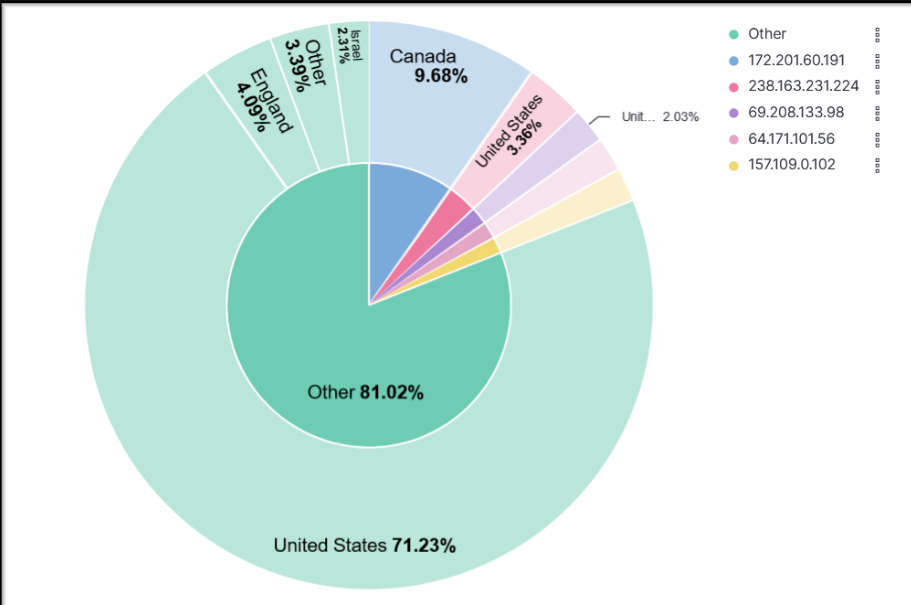 Canada
9.68%
United States
3.36%
Unit... 2.03%
Israel
2.31%
Other
3.39%
England
4.09%
Other 81.02%
United States 71.23%
Other
172.201.60.191
238.163.231.224
69.208.133.98
64.171.101.56
157.109.0.102